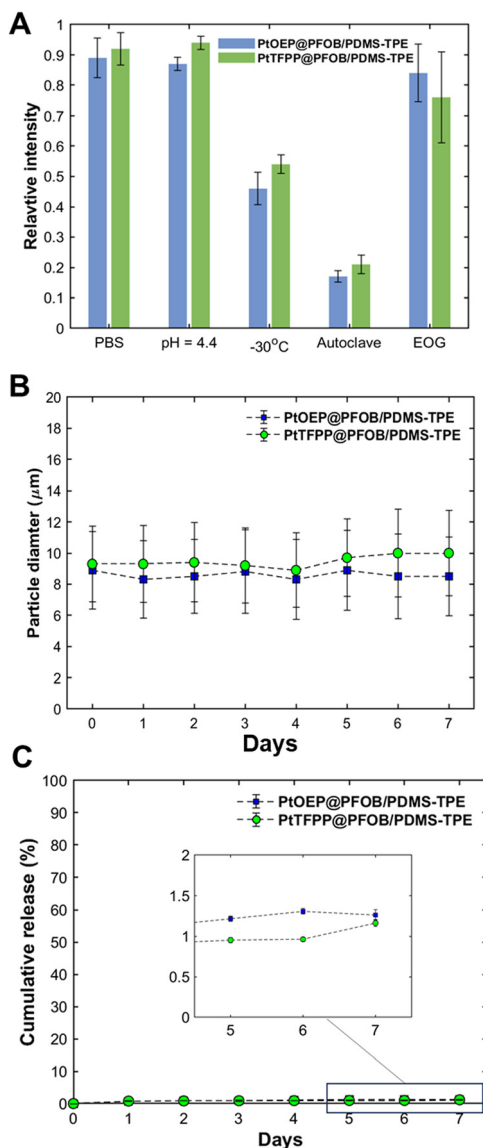 A
Relavtive intensity
1
0.9
0.8
0.7
0.6
0.5
0.4
0.3
0.2
0.1
0
PtOEP@PFOB/PDMS-TPE
PtTFPP@PFOB/PDMS-TPE
PBS
pH = 4.4
-30°C
Autoclave
EOG
B
Particle diamter (μm)
20
18
16
14
12
10
8
6
4
2
0
PtOEP@PFOB/PDMS-TPE
PtTFPP@PFOB/PDMS-TPE
0 1 2 3 4 5 6 7
Days
C
Cumulative release (%)
100
90
80
70
60
50
40
30
20
10
0
PtOEP@PFOB/PDMS-TPE
PtTFPP@PFOB/PDMS-TPE
2
1.5
1
0.5
0
5 6 7
0 1 2 3 4 5 6 7
Days